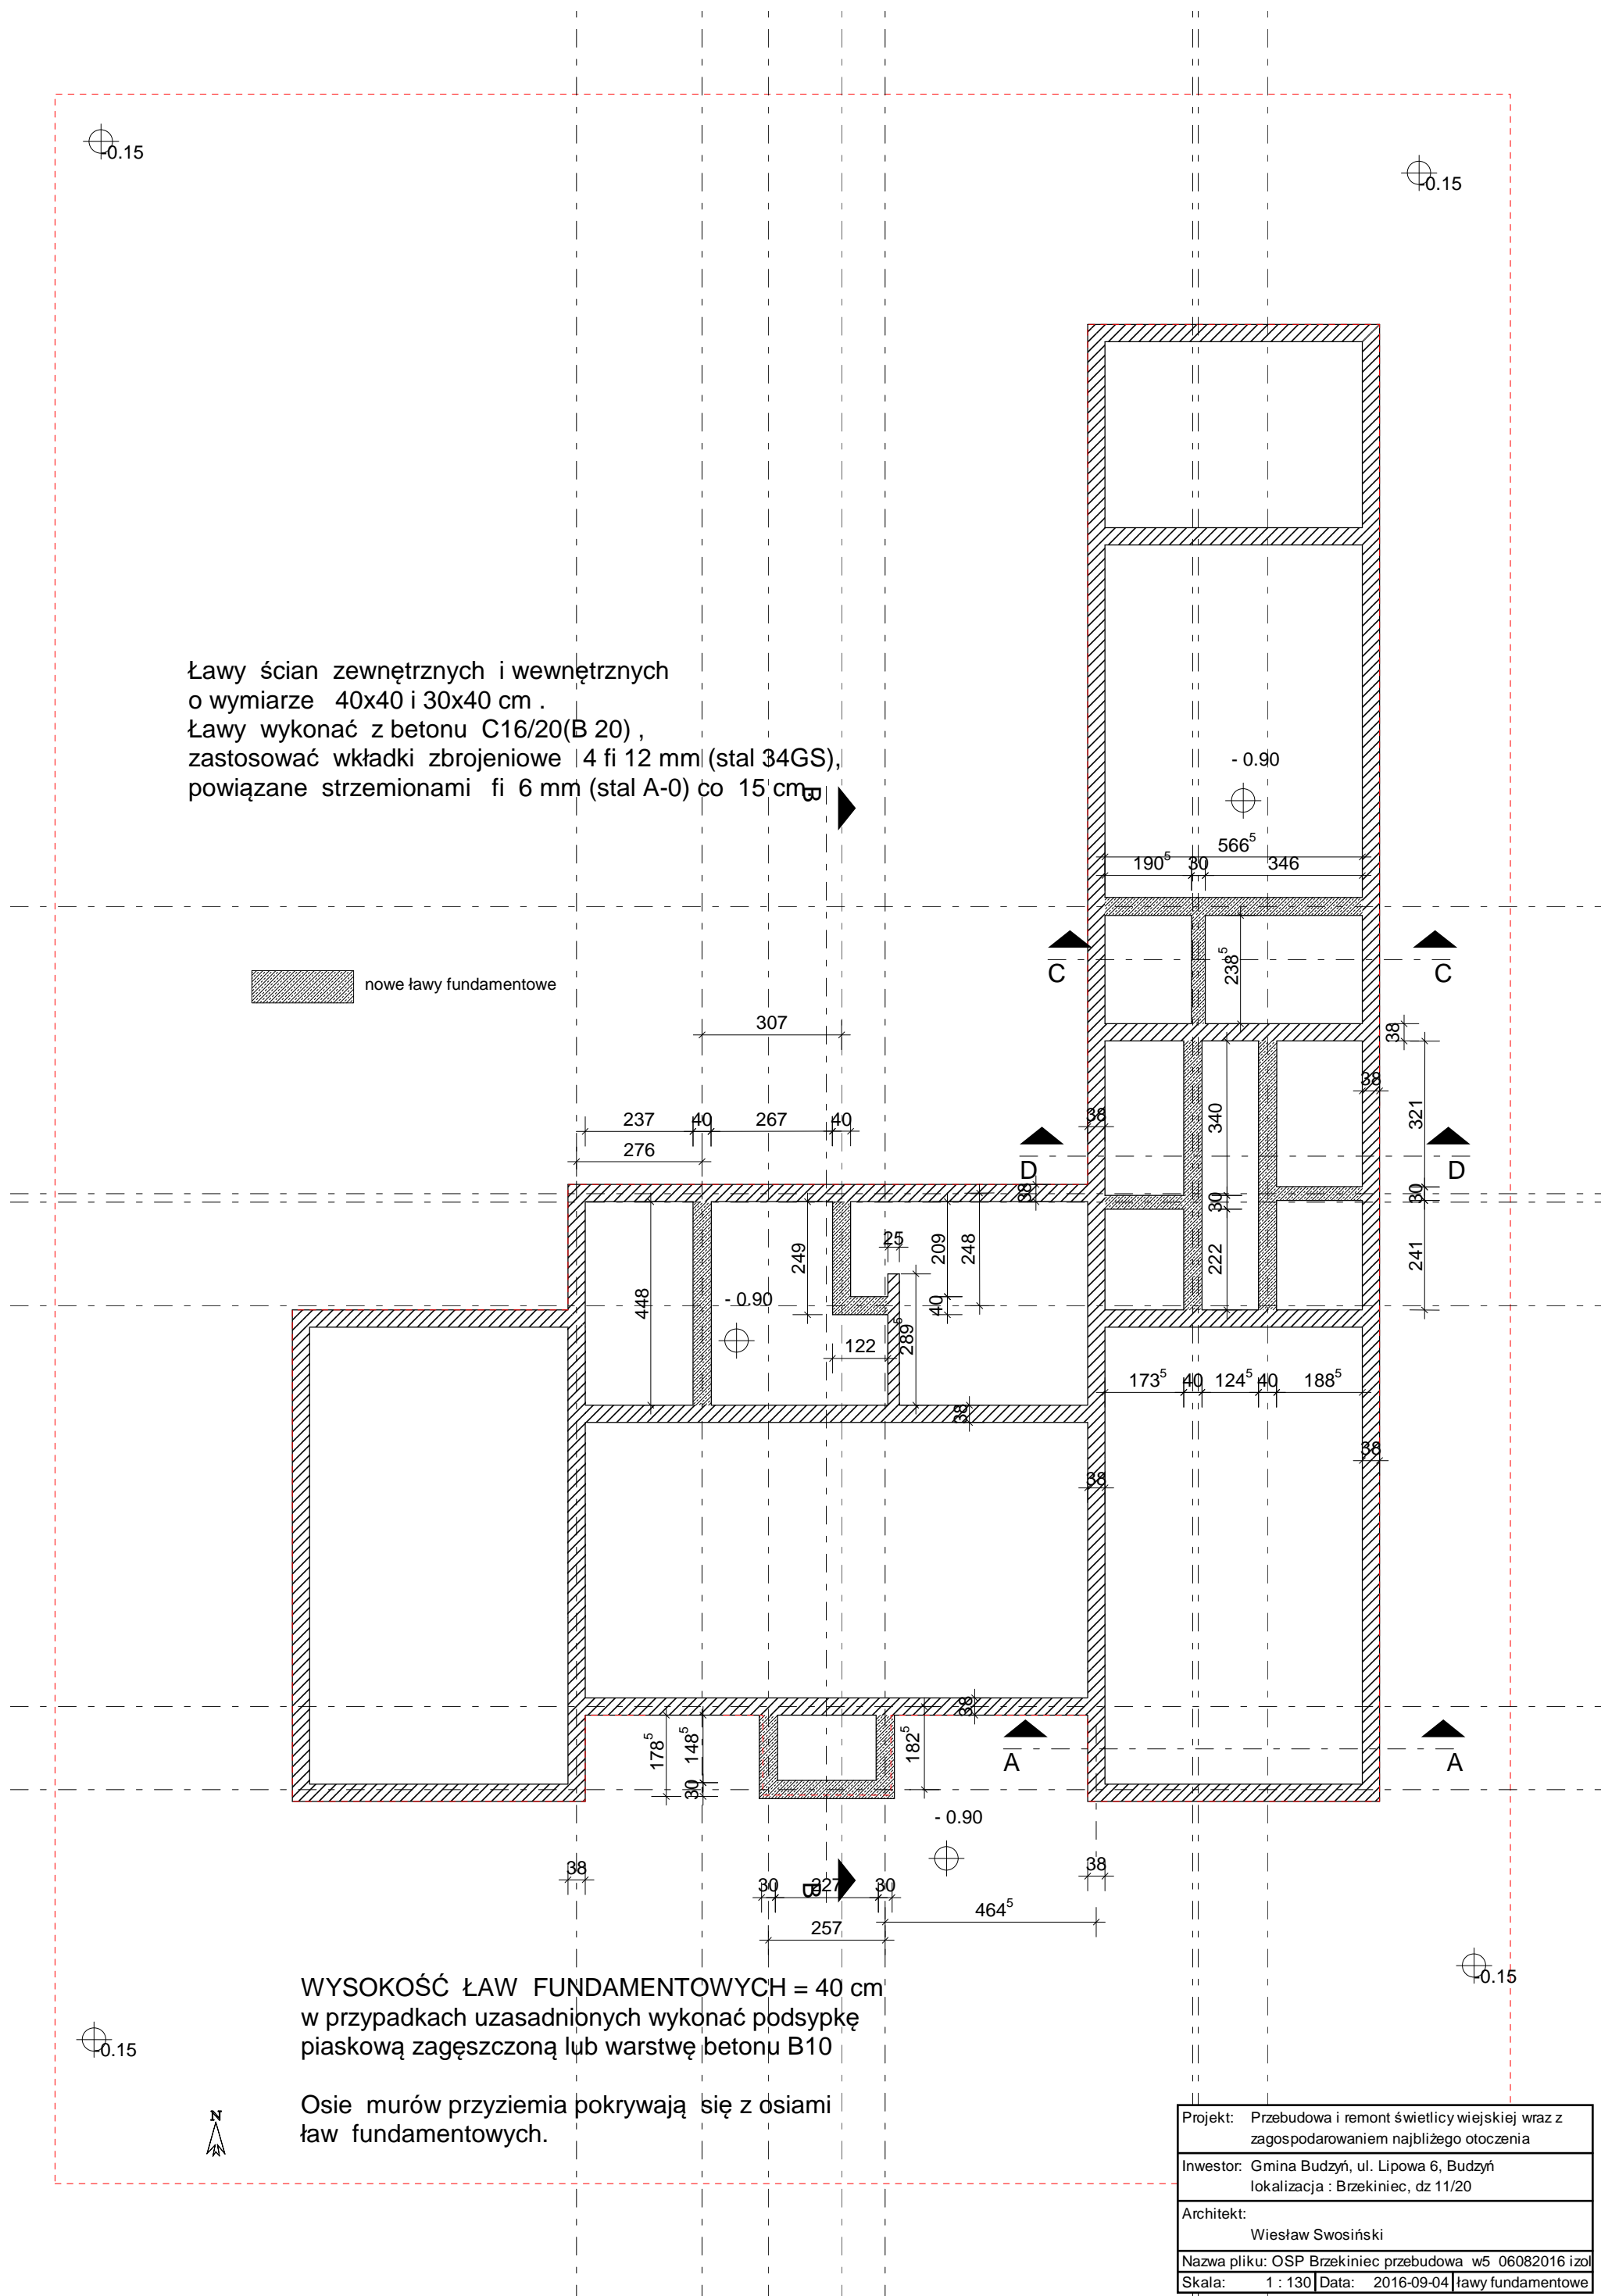 -0.15
-0.15
Ławy ścian zewnętrznych i wewnętrznych
o wymiarze 40x40 i 30x40 cm .
Ławy wykonać z betonu C16/20(B 20) ,
zastosować wkładki zbrojeniowe 4 fi 12 mm (stal 34GS),
powiązane strzemionami fi 6 mm (stal A-0) co 15 cm.
B
- 0.90
566⁵
190⁵ 30 346
C
C
238⁵
nowe ławy fundamentowe
307
38
38
237 40 267 40
38
340
321
276
D
D
38
30
30
448
249
25
209
248
222
241
- 0.90
40
289⁵
122
173⁵ 40 124⁵ 40 188⁵
38
38
38
38
178⁵
148⁵
30
182⁵
A
A
- 0.90
38
38
30 227 30
B
464⁵
257
WYSOKOŚĆ ŁAW FUNDAMENTOWYCH = 40 cm
w przypadkach uzasadnionych wykonać podsypkę
piaskową zagęszczoną lub warstwę betonu B10
-0.15
-0.15
Osie murów przyziemia pokrywają się z osiami
ław fundamentowych.
N
Projekt: Przebudowa i remont świetlicy wiejskiej wraz z
zagospodarowaniem najbliżego otoczenia
Inwestor: Gmina Budzyń, ul. Lipowa 6, Budzyń
lokalizacja : Brzekiniec, dz 11/20
Architekt:
Wiesław Swosiński
Nazwa pliku: OSP Brzekiniec przebudowa w5 06082016 izol
Skala: 1 : 130 Data: 2016-09-04 ławy fundamentowe